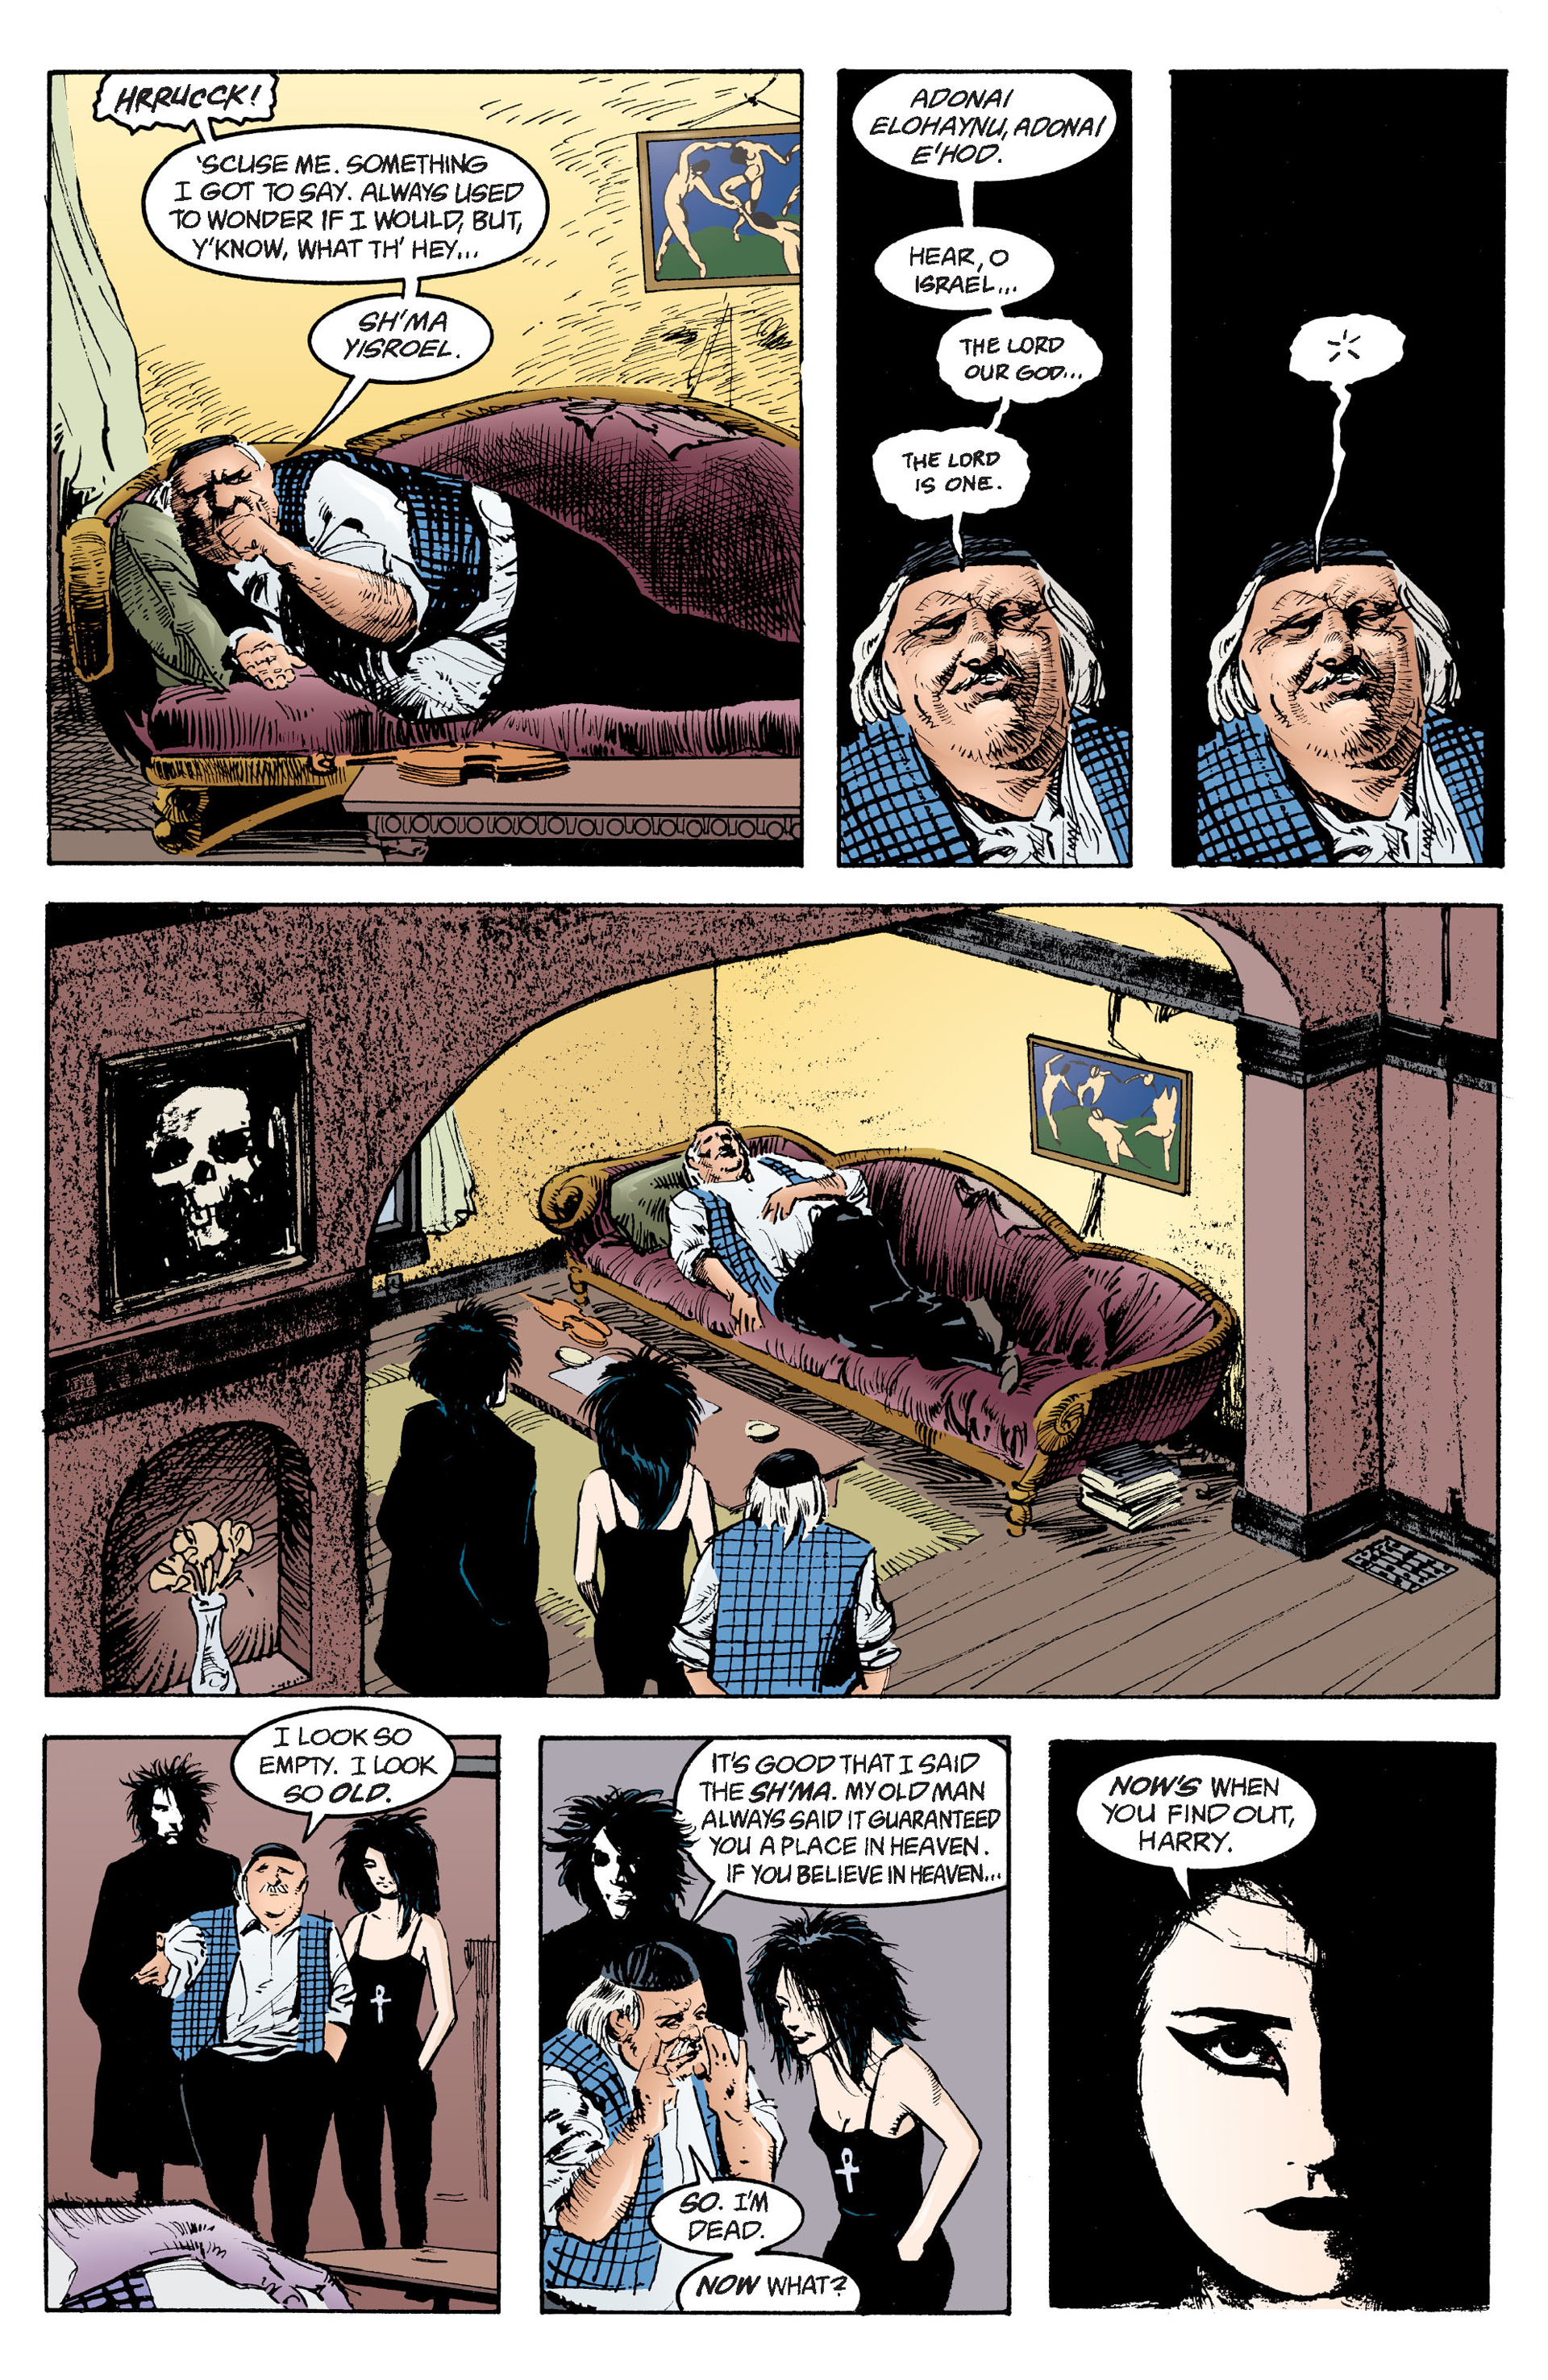 HRRUCCK!
'SCUSE ME. SOMETHING
I GOT TO SAY. ALWAYS USED
TO WONDER IF I WOULD, BUT,
Y'KNOW, WHAT TH' HEY...
SH'MA
YISROEL.
ADONAI
ELOHAYNU, ADONAI
E'HOD.
HEAR, O
ISRAEL...
THE LORD
OUR GOD...
THE LORD
IS ONE.
I LOOK SO
EMPTY. I LOOK
SO OLD.
IT'S GOOD THAT I SAID
THE SH'MA. MY OLD MAN
ALWAYS SAID IT GUARANTEED
YOU A PLACE IN HEAVEN.
IF YOU BELIEVE IN HEAVEN...
SO. I'M
DEAD.
NOW WHAT?
NOW'S WHEN
YOU FIND OUT,
HARRY.